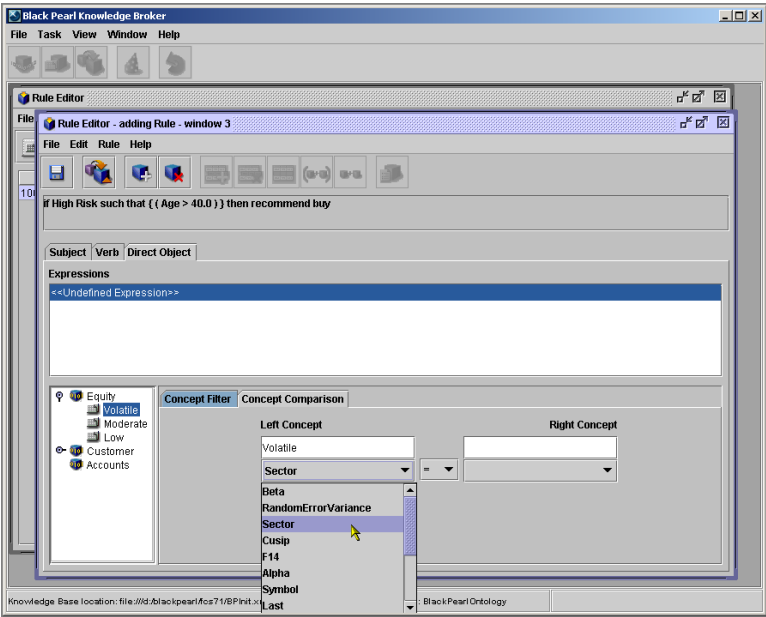 Black Pearl Knowledge Broker
File Task View Window Help
Rule Editor
File
Rule Editor - adding Rule - window 3
File Edit Rule Help
if High Risk such that { ( Age > 40.0 ) } then recommend buy
Subject Verb Direct Object
Expressions
<<Undefined Expression>>
Equity
Volatile
Moderate
Low
Customer
Accounts
Concept Filter Concept Comparison
Left Concept Right Concept
Volatile
Sector =
Beta
RandomErrorVariance
Sector
Cusip
F14
Alpha
Symbol
Last
Knowledge Base location: file:///d:/blackpearl/fcs71/BPInit.x : BlackPearlOntology